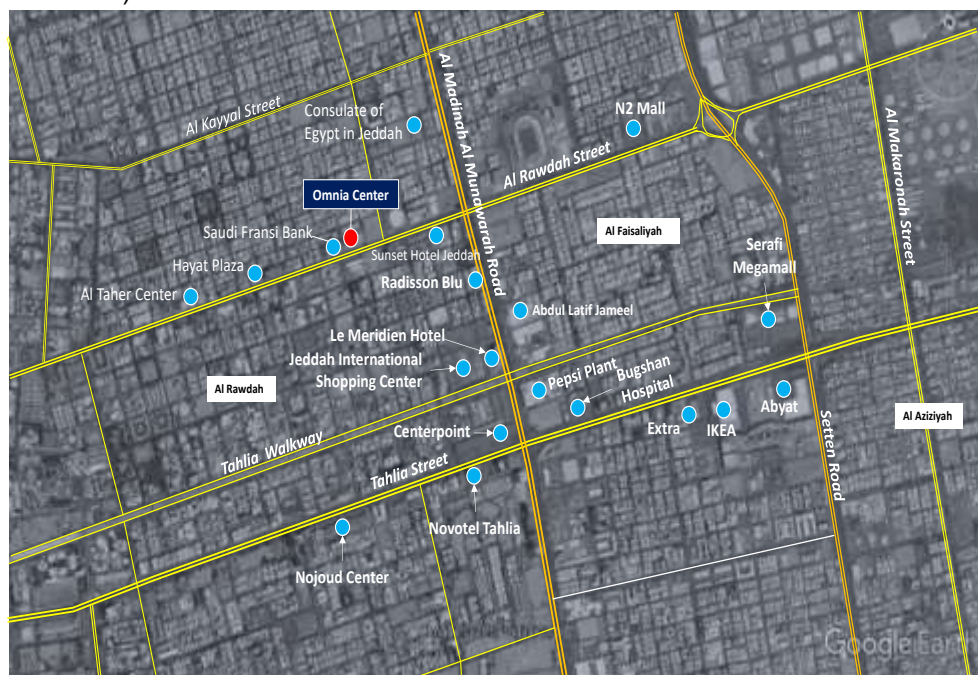 Al Kayyal Street
Consulate of
Egypt in Jeddah
Al Madinah Al Munawarah Road
N2 Mall
Al Rawdah Street
Al Makaronah Street
Omnia Center
Saudi Fransi Bank
Sunset Hotel Jeddah
Al Faisaliyah
Serafi
Megamall
Hayat Plaza
Al Taher Center
Radisson Blu
Abdul Latif Jameel
Le Meridien Hotel
Jeddah International
Shopping Center
Al Rawdah
Pepsi Plant
Bugshan
Hospital
Abyat
Extra
IKEA
Al Aziziyah
Centerpoint
Tahlia Walkway
Tahlia Street
Setten Road
Novotel Tahlia
Nojoud Center
Google Earth